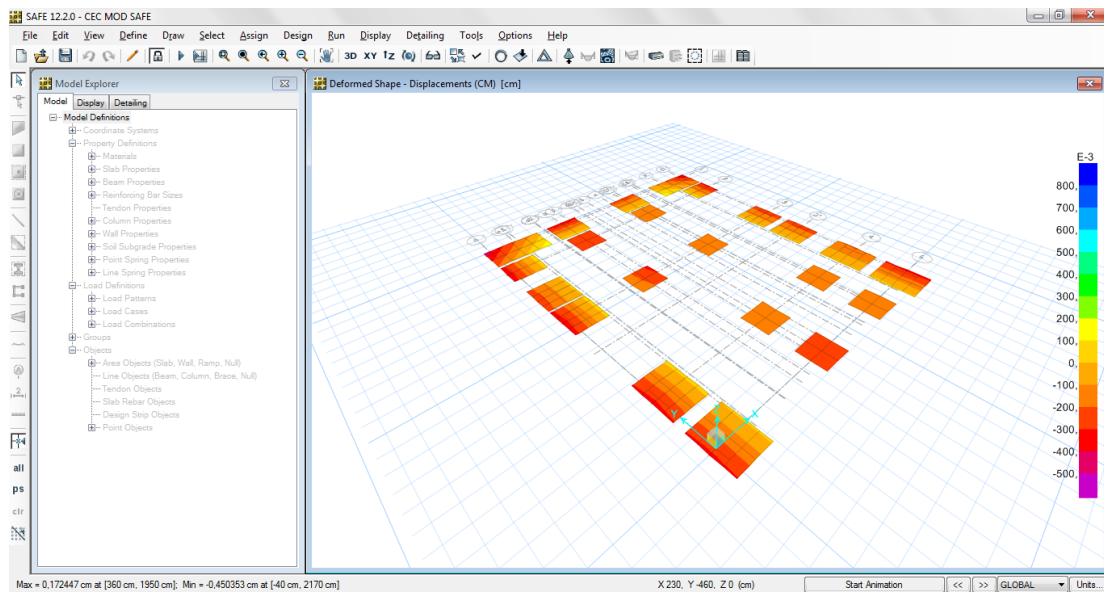 SAFE 12.2.0 - CEC MOD SAFE
File Edit View Define Draw Select Assign Design Run Display Detailing Tools Options Help
3D XY
Model Explorer
Model Display Detailing
Model Definitions
Coordinate Systems
Property Definitions
Materials
Slab Properties
Beam Properties
Reinforcing Bar Sizes
Tendon Properties
Column Properties
Wall Properties
Soil Subgrade Properties
Point Spring Properties
Line Spring Properties
Load Definitions
Load Patterns
Load Cases
Load Combinations
Groups
Objects
Area Objects (Slab, Wall, Ramp, Null)
Line Objects (Beam, Column, Brace, Null)
Tendon Objects
Slab Rebar Objects
Design Strip Objects
Point Objects
all
ps
clr
Deformed Shape - Displacements (CM) [cm]
Y Z X
E-3
800,
700,
600,
500,
400,
300,
200,
100,
0,
-100,
-200,
-300,
-400,
-500,
Max = 0,172447 cm at [360 cm, 1950 cm]; Min = -0,450353 cm at [-40 cm, 2170 cm]
X 230, Y -460, Z 0 (cm)
Start Animation << >> GLOBAL Units...